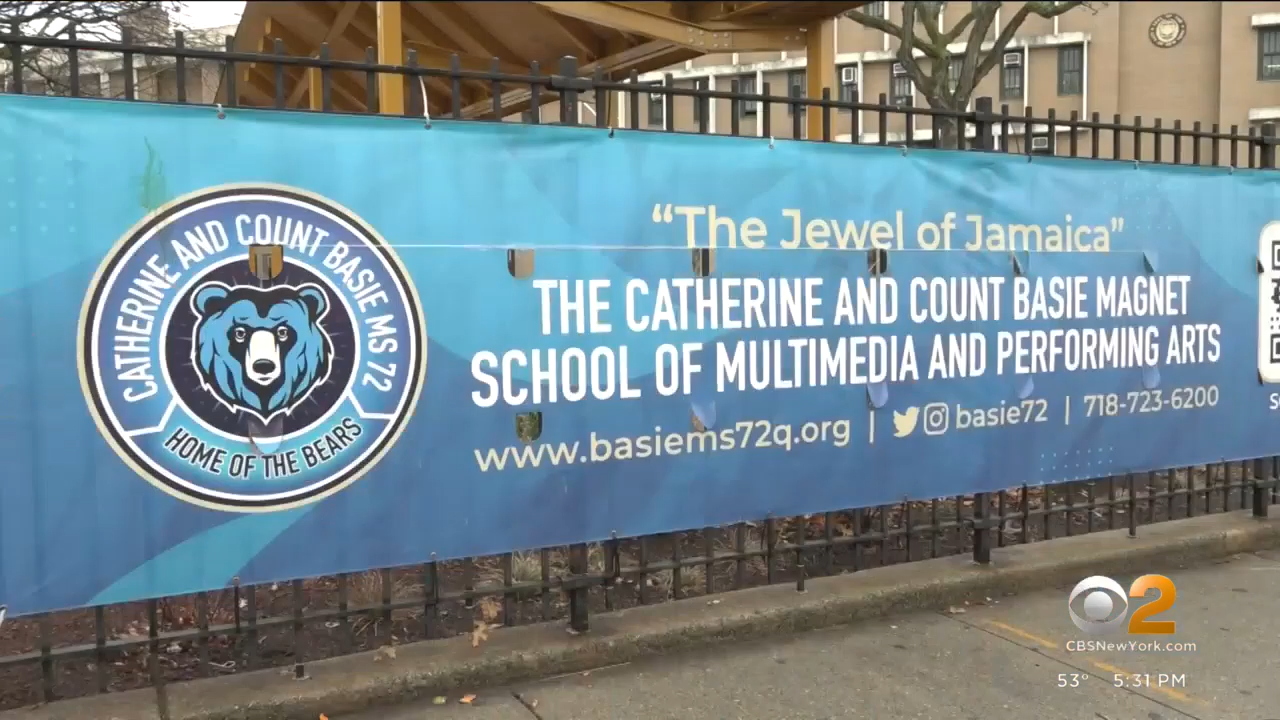 CATHERINE AND COUNT BASIE MS 72
HOME OF THE BEARS
“The Jewel of Jamaica”
THE CATHERINE AND COUNT BASIE MAGNET
SCHOOL OF MULTIMEDIA AND PERFORMING ARTS
www.basiems72q.org | basie72 | 718-723-6200
2
CBSNewYork.com
53° 5:31 PM